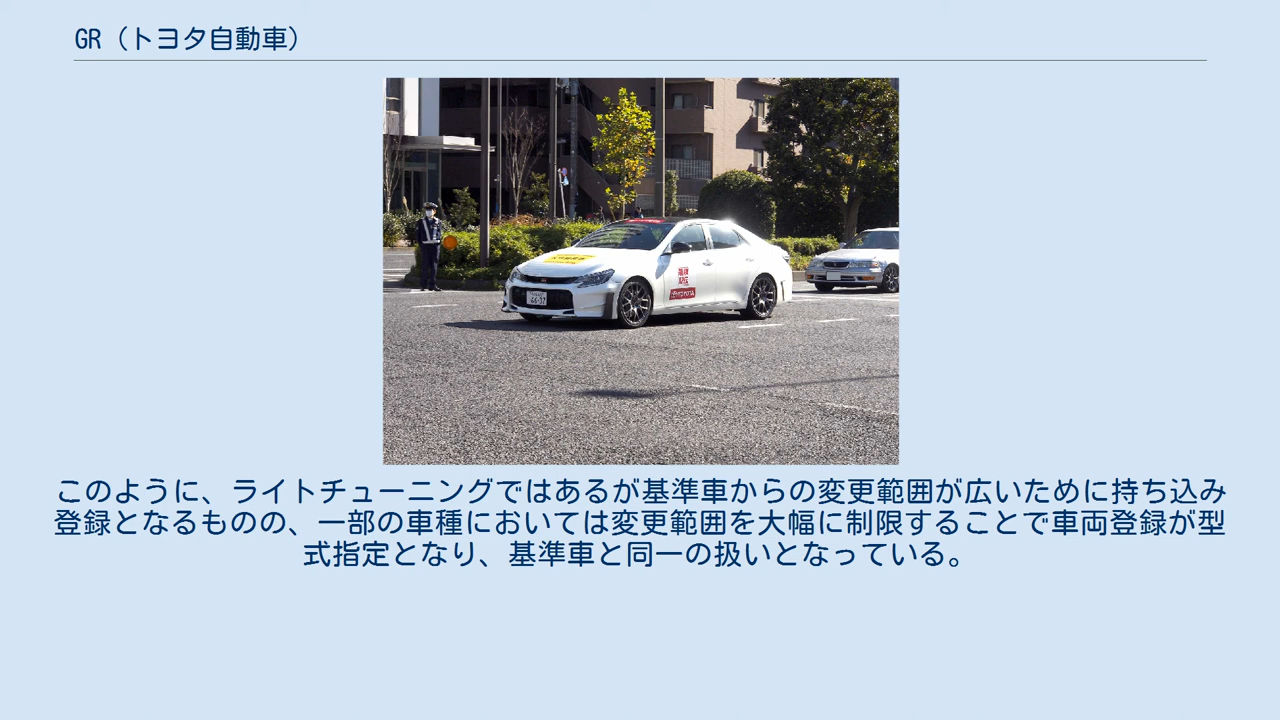 GR（トヨタ自動車）
TOYOTA
44-37
このように、ライトチューニングではあるが基準車からの変更範囲が広いために持ち込み
登録となるものの、一部の車種においては変更範囲を大幅に制限することで車両登録が型
式指定となり、基準車と同一の扱いとなっている。